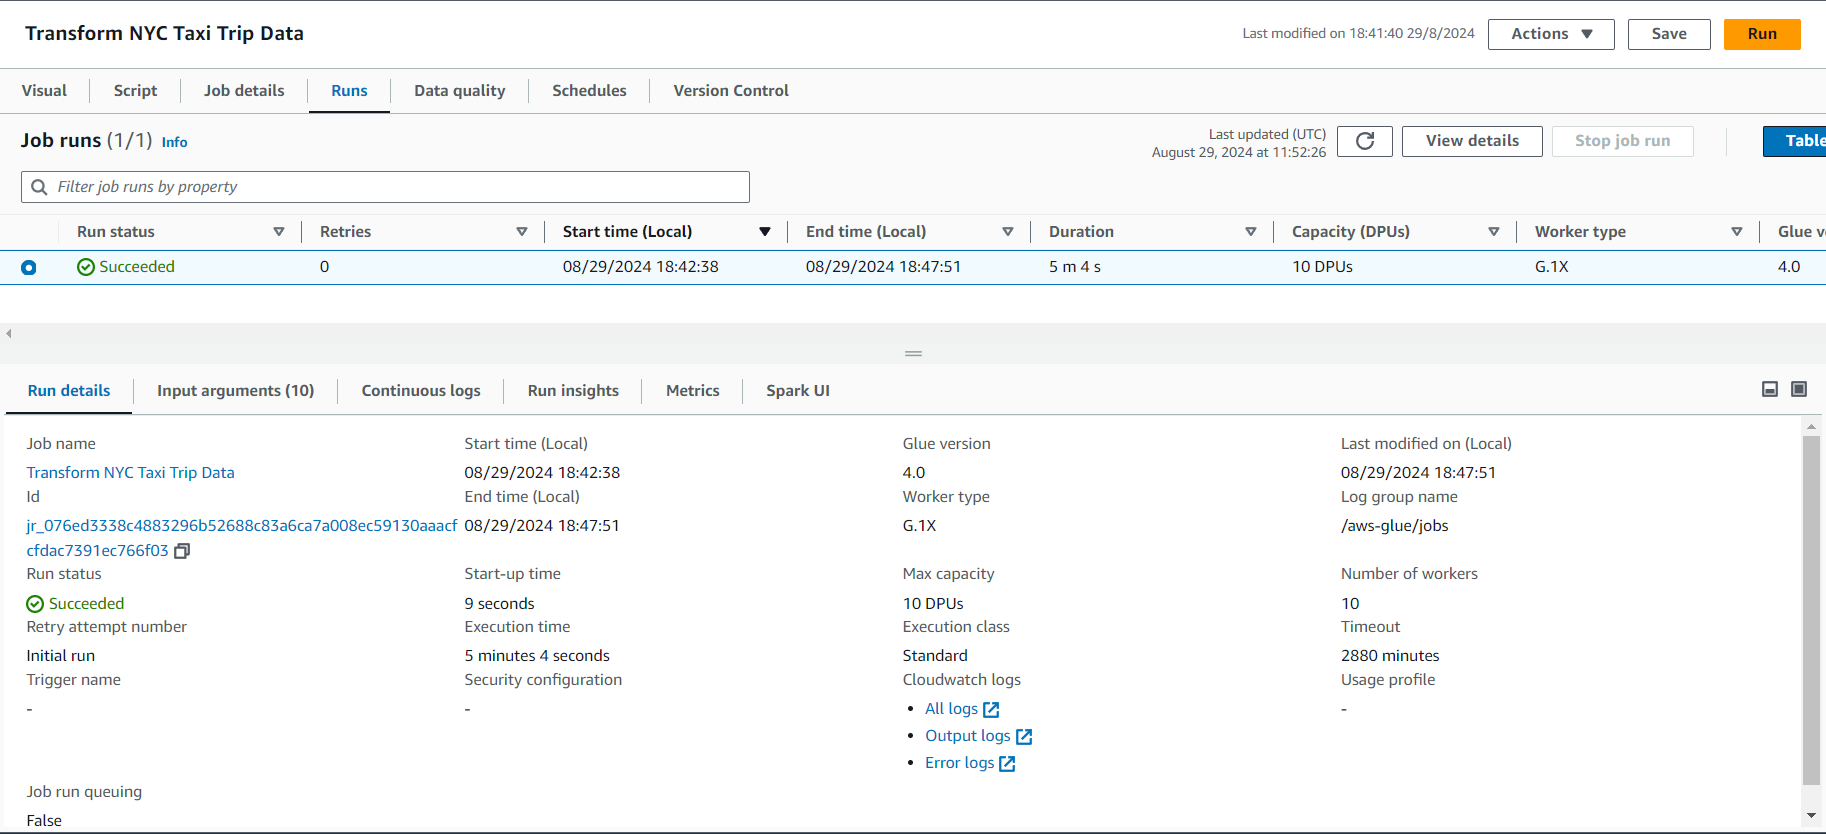 Transform NYC Taxi Trip Data
Last modified on 18:41:40 29/8/2024
Actions
Save
Run
Visual
Script
Job details
Runs
Data quality
Schedules
Version Control
Job runs (1/1) Info
Last updated (UTC)
August 29, 2024 at 11:52:26
View details
Stop job run
Table
Filter job runs by property
Run status
Retries
Start time (Local)
End time (Local)
Duration
Capacity (DPUs)
Worker type
Glue v
Succeeded
0
08/29/2024 18:42:38
08/29/2024 18:47:51
5 m 4 s
10 DPUs
G.1X
4.0
Run details
Input arguments (10)
Continuous logs
Run insights
Metrics
Spark UI
Job name
Transform NYC Taxi Trip Data
Id
jr_076ed3338c4883296b52688c83a6ca7a008ec59130aaacf
cfdac7391ec766f03
Run status
Succeeded
Retry attempt number
Initial run
Trigger name
-
Job run queuing
False
Start time (Local)
08/29/2024 18:42:38
End time (Local)
08/29/2024 18:47:51
Start-up time
9 seconds
Execution time
5 minutes 4 seconds
Security configuration
-
Glue version
4.0
Worker type
G.1X
Max capacity
10 DPUs
Execution class
Standard
Cloudwatch logs
• All logs
• Output logs
• Error logs
Last modified on (Local)
08/29/2024 18:47:51
Log group name
/aws-glue/jobs
Number of workers
10
Timeout
2880 minutes
Usage profile
-